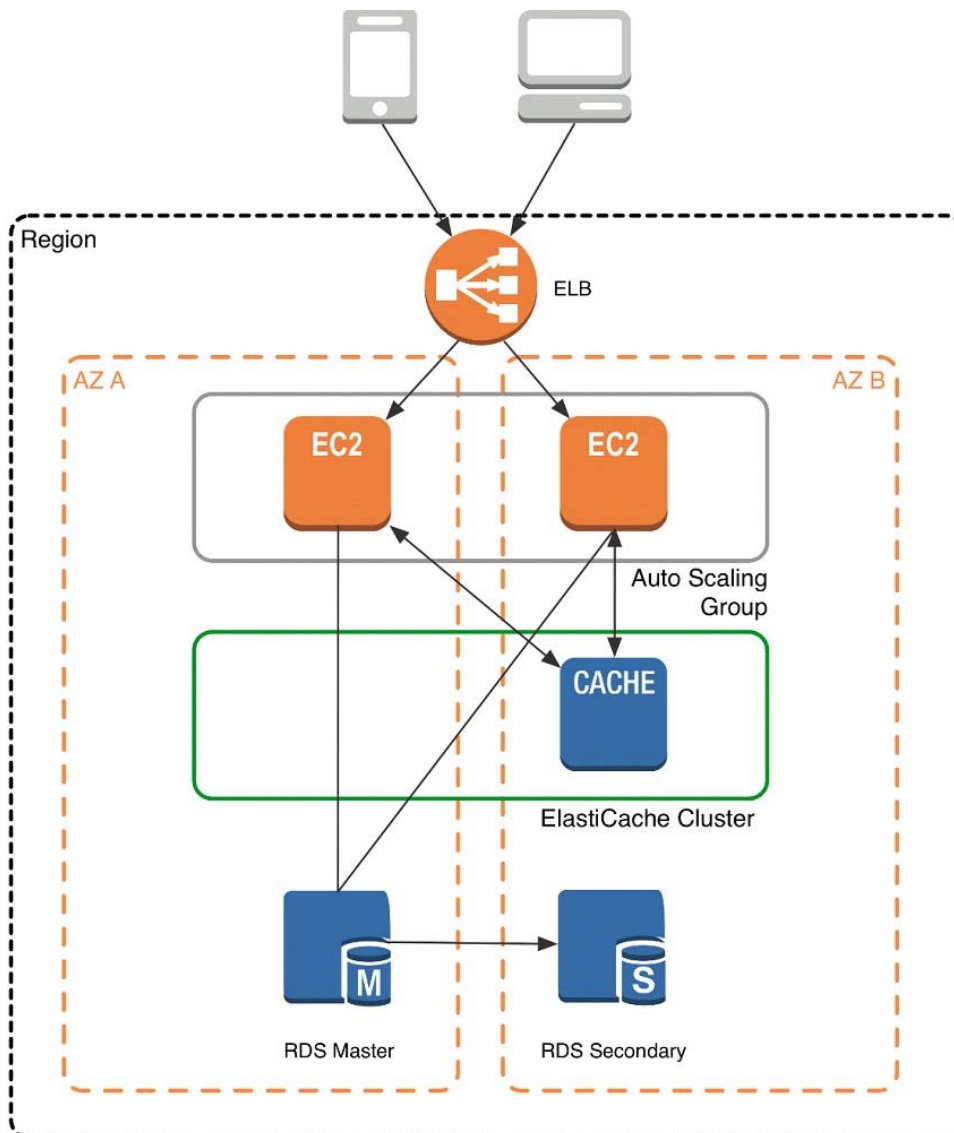 Region
ELB
AZ A
AZ B
EC2
EC2
Auto Scaling
Group
CACHE
ElastiCache Cluster
M
S
RDS Master
RDS Secondary